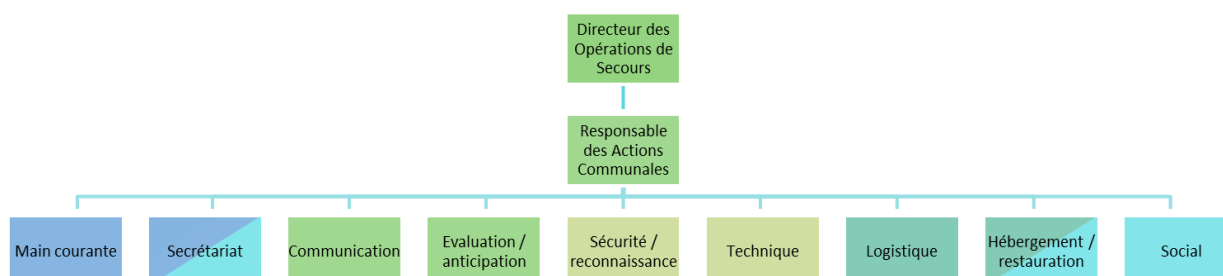 Directeur des
Opérations de
Secours
Responsable
des Actions
Communales
Main courante
Secrétariat
Communication
Evaluation /
anticipation
Sécurité /
reconnaissance
Technique
Logistique
Hébergement /
restauration
Social